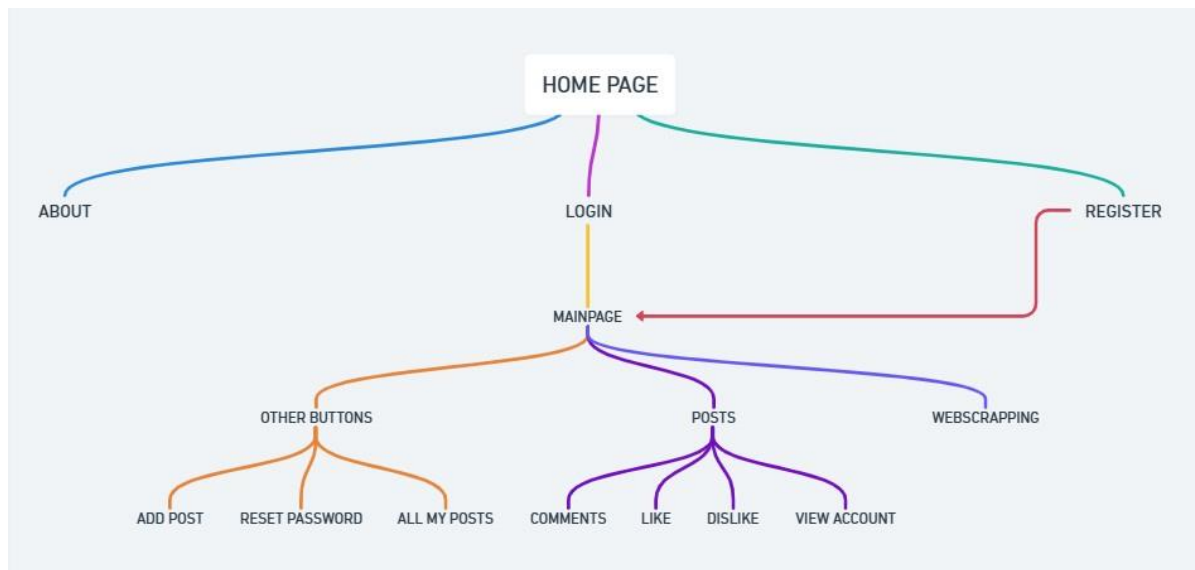 HOME PAGE
ABOUT
LOGIN
REGISTER
MAINPAGE
OTHER BUTTONS
POSTS
WEBSCRAPPING
ADD POST
RESET PASSWORD
ALL MY POSTS
COMMENTS
LIKE
DISLIKE
VIEW ACCOUNT